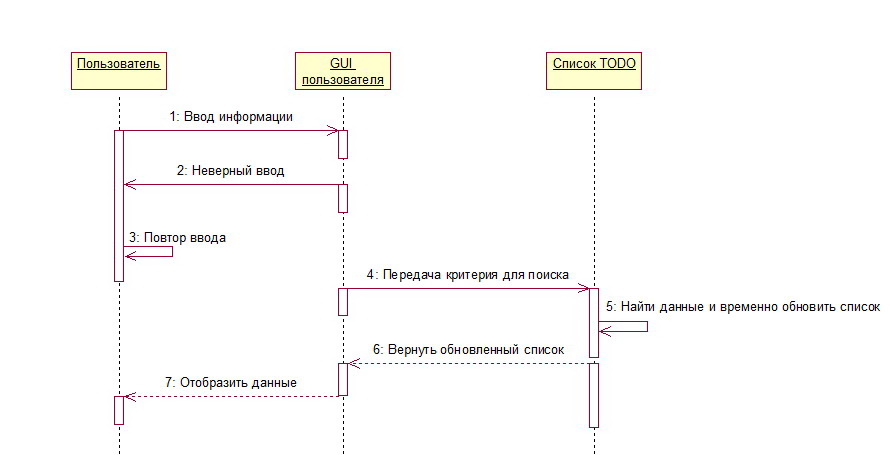 Пользователь
GUI
пользователя
Список TODO
1: Ввод информации
2: Неверный ввод
3: Повтор ввода
4: Передача критерия для поиска
5: Найти данные и временно обновить список
6: Вернуть обновленный список
7: Отобразить данные